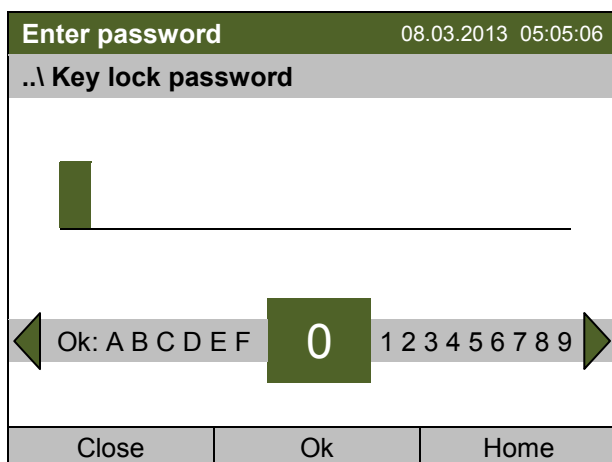 Enter password 08.03.2013 05:05:06
..\ Key lock password
Ok: A B C D E F 0 1 2 3 4 5 6 7 8 9
Close Ok Home